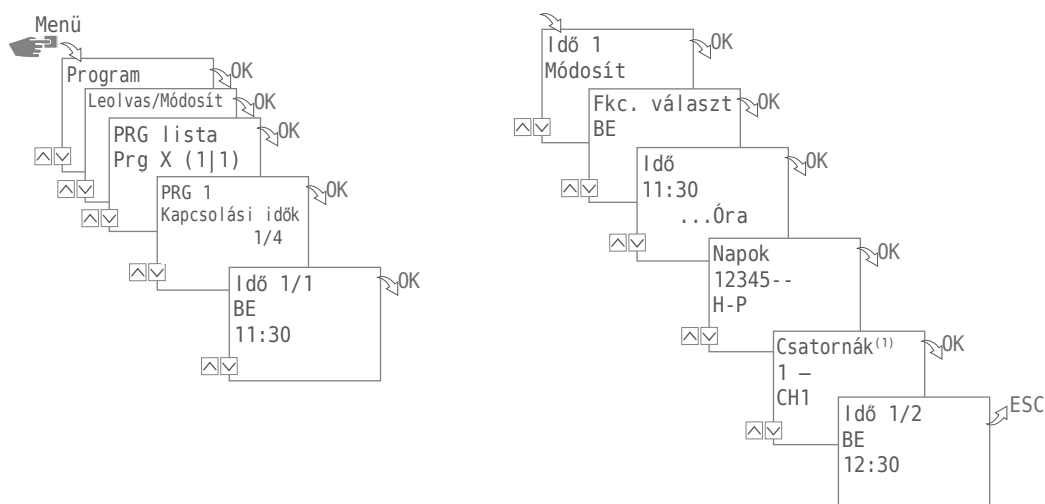 Menü
Program
OK
Leolvas/Módosít
OK
PRG lista
Prg X (1|1)
OK
PRG 1
Kapcsolási idők
1/4
OK
Idő 1/1
BE
11:30
OK
Idő 1
Módosít
OK
Fkc. választ
BE
OK
Idő
11:30
...Óra
OK
Napok
12345--
H-P
OK
Csatornák(1)
1 –
CH1
OK
Idő 1/2
BE
12:30
ESC